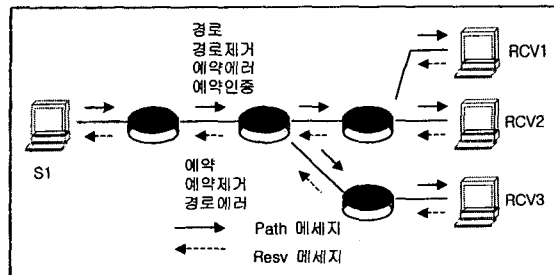 경로
경로제거
예약에러
예약인증
RCV1
RCV2
S1
예약
예약제거
경로에러
RCV3
Path 메세지
Resv 메세지